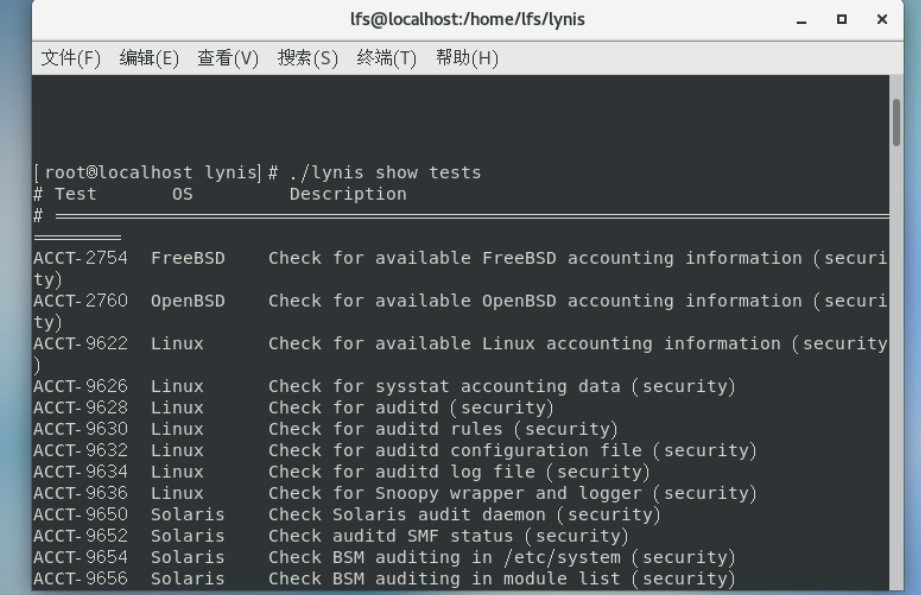 lfs@localhost:/home/lfs/lynis
文件(F) 编辑(E) 查看(V) 搜索(S) 终端(T) 帮助(H)
[root@localhost lynis]# ./lynis show tests
# Test OS Description
# ================================================================================
========
ACCT-2754 FreeBSD Check for available FreeBSD accounting information (securi
ty)
ACCT-2760 OpenBSD Check for available OpenBSD accounting information (securi
ty)
ACCT-9622 Linux Check for available Linux accounting information (security
)
ACCT-9626 Linux Check for sysstat accounting data (security)
ACCT-9628 Linux Check for auditd (security)
ACCT-9630 Linux Check for auditd rules (security)
ACCT-9632 Linux Check for auditd configuration file (security)
ACCT-9634 Linux Check for auditd log file (security)
ACCT-9636 Linux Check for Snoopy wrapper and logger (security)
ACCT-9650 Solaris Check Solaris audit daemon (security)
ACCT-9652 Solaris Check auditd SMF status (security)
ACCT-9654 Solaris Check BSM auditing in /etc/system (security)
ACCT-9656 Solaris Check BSM auditing in module list (security)